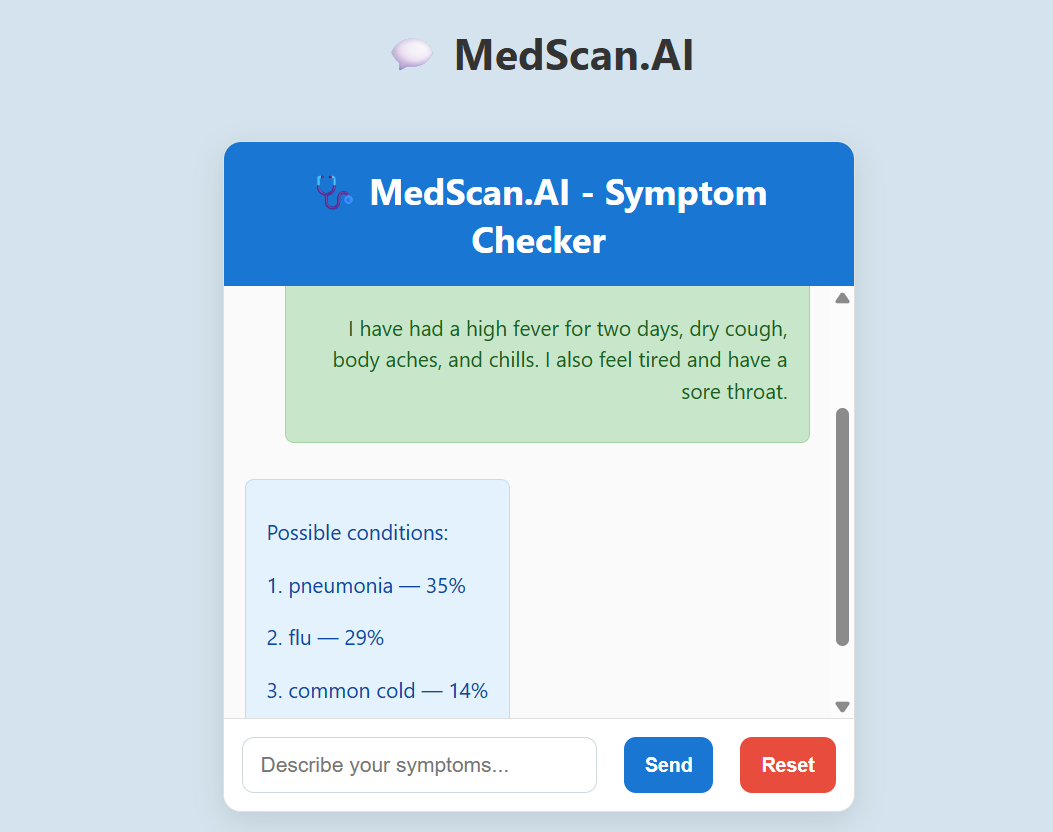 MedScan.AI
MedScan.AI - Symptom
Checker
I have had a high fever for two days, dry cough,
body aches, and chills. I also feel tired and have a
sore throat.
Possible conditions:
1. pneumonia — 35%
2. flu — 29%
3. common cold — 14%
Describe your symptoms...
Send
Reset